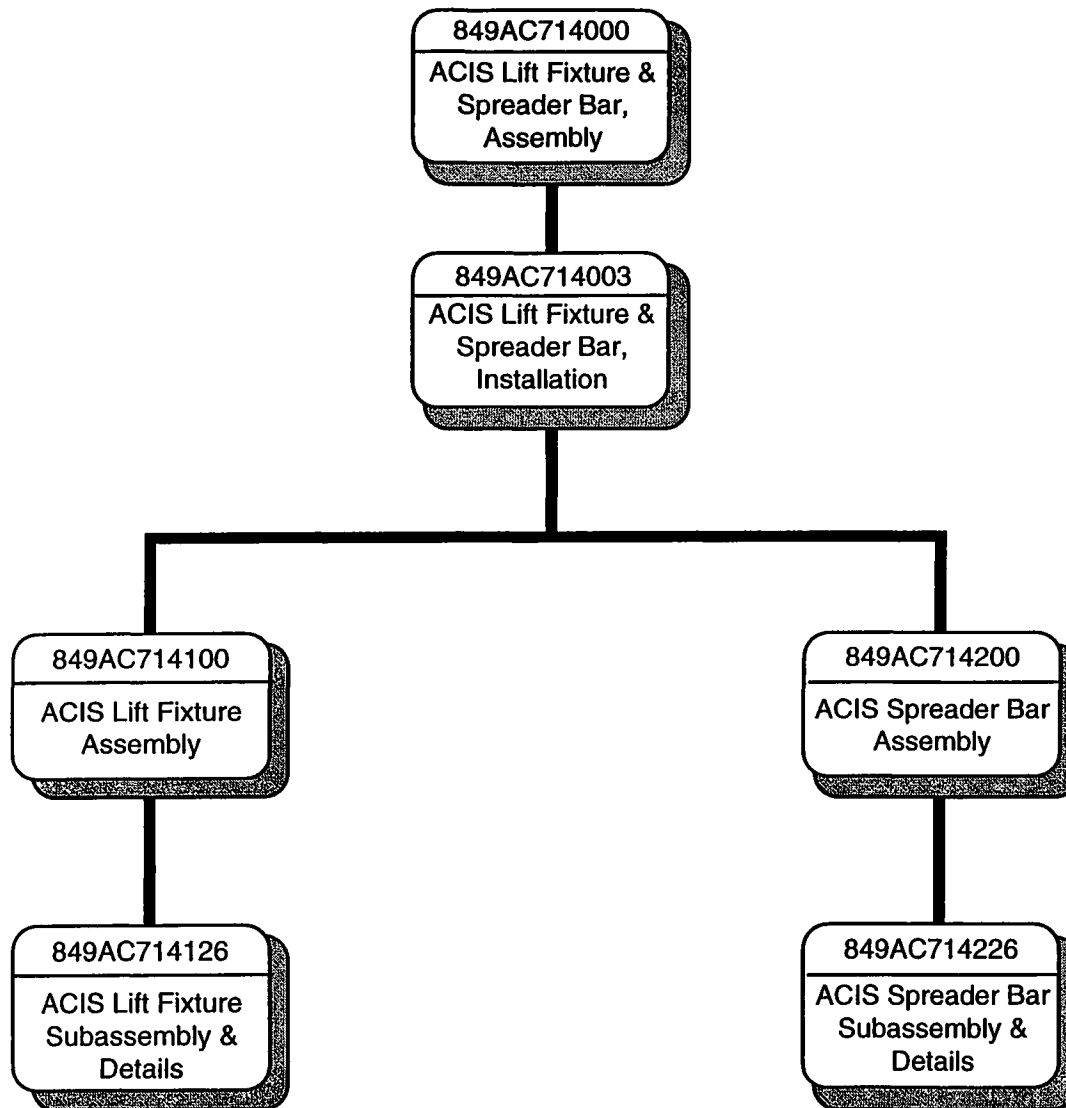 849AC714000
ACIS Lift Fixture &
Spreader Bar,
Assembly
849AC714003
ACIS Lift Fixture &
Spreader Bar,
Installation
849AC714100
ACIS Lift Fixture
Assembly
849AC714200
ACIS Spreader Bar
Assembly
849AC714126
ACIS Lift Fixture
Subassembly &
Details
849AC714226
ACIS Spreader Bar
Subassembly &
Details